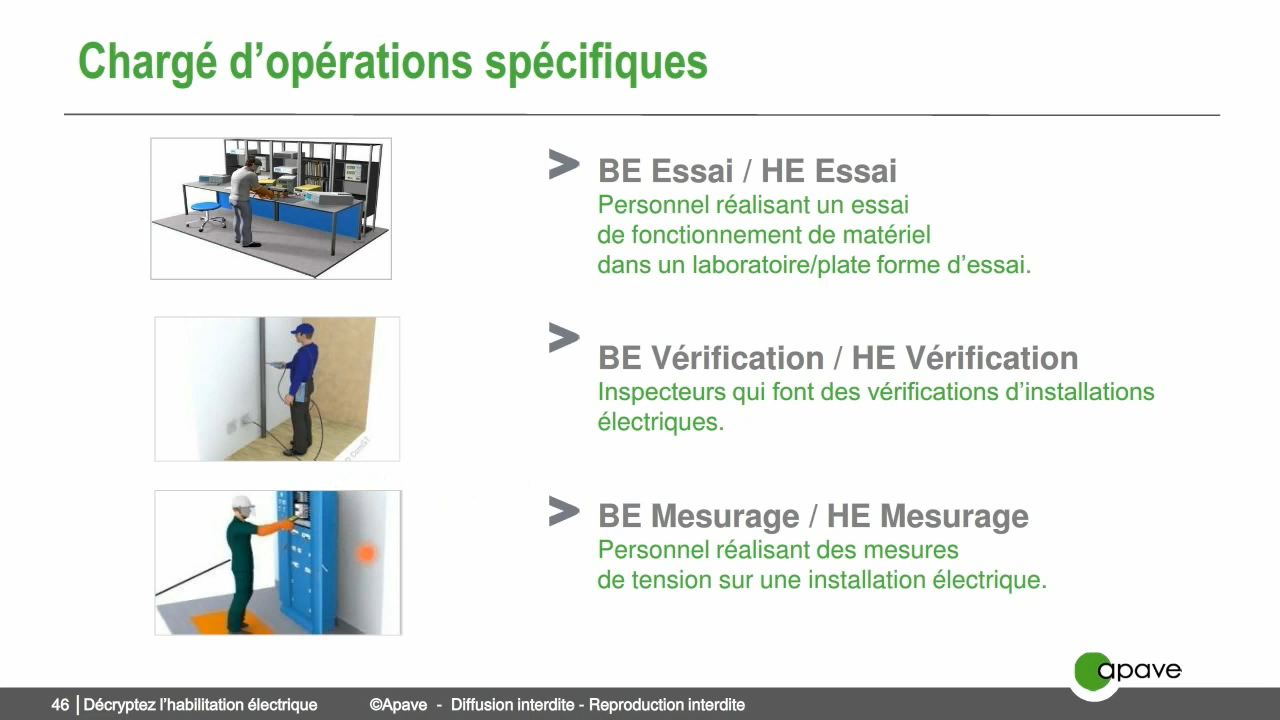 Chargé d’opérations spécifiques
> BE Essai / HE Essai
Personnel réalisant un essai
de fonctionnement de matériel
dans un laboratoire/plate forme d’essai.
> BE Vérification / HE Vérification
Inspecteurs qui font des vérifications d’installations
électriques.
> BE Mesurage / HE Mesurage
Personnel réalisant des mesures
de tension sur une installation électrique.
apave
46 | Décryptez l’habilitation électrique ©Apave - Diffusion interdite - Reproduction interdite